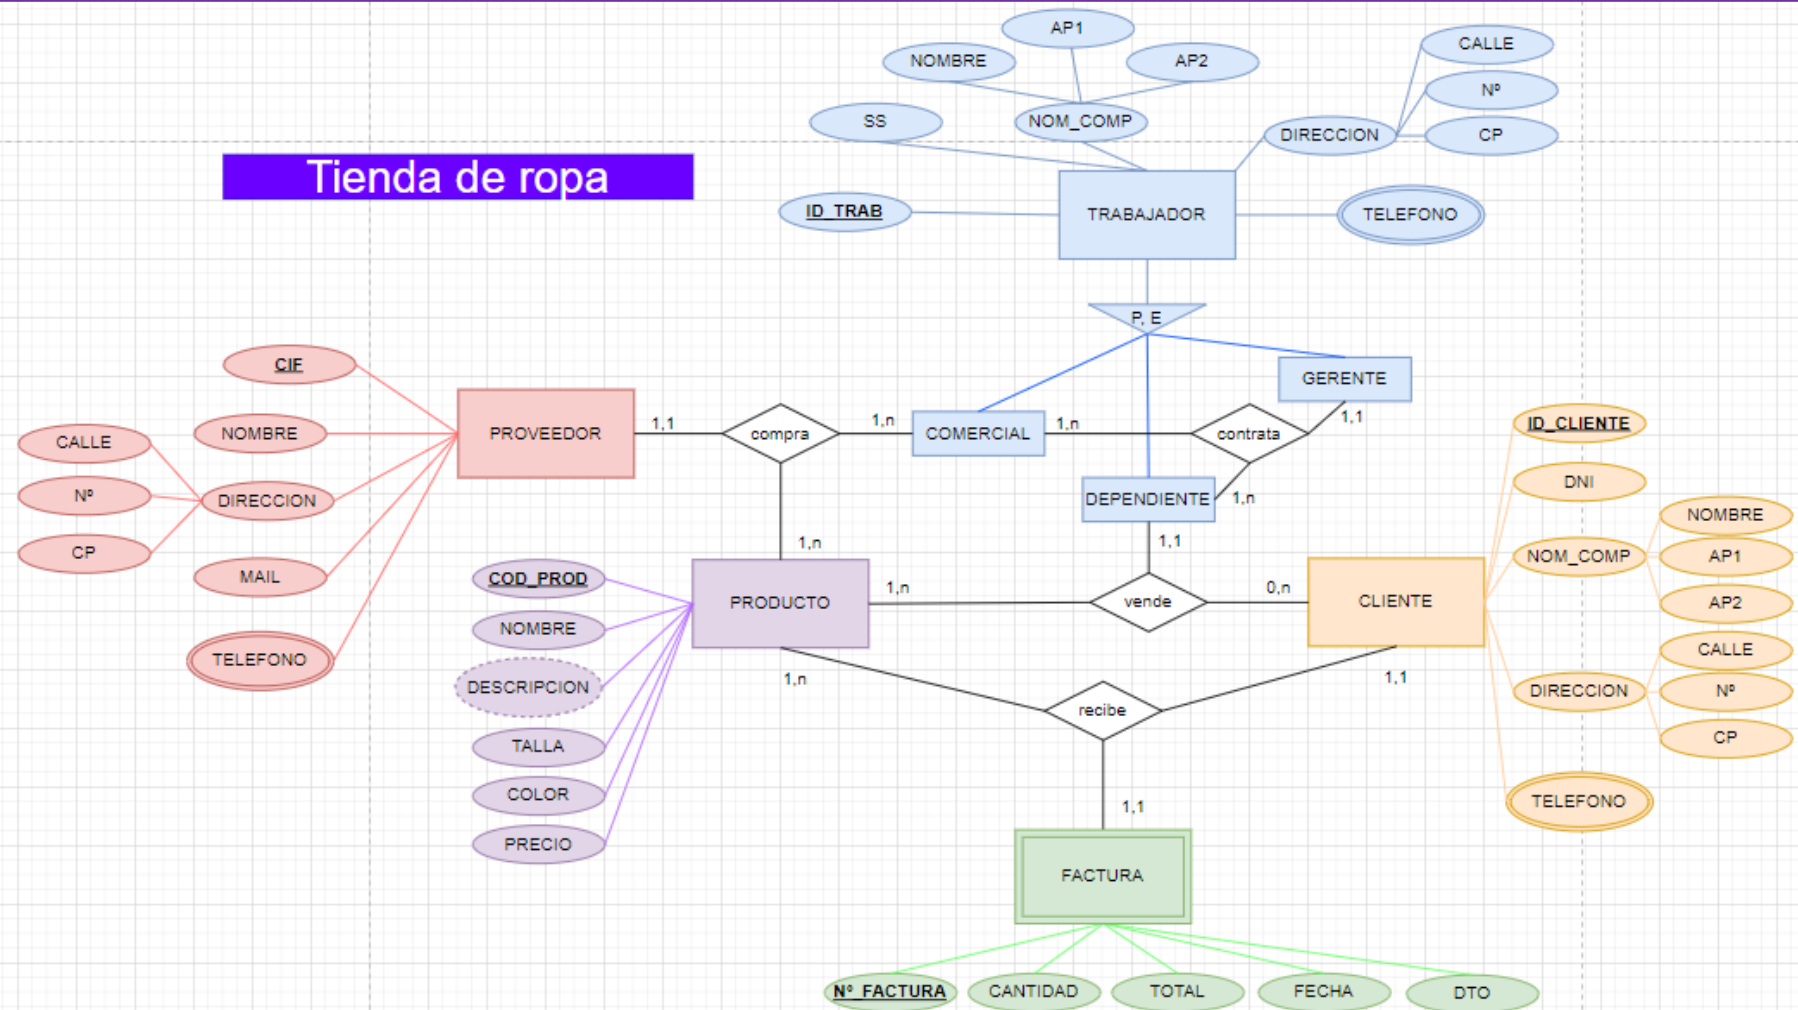 AP1
CALLE
NOMBRE
AP2
Nº
SS
NOM_COMP
DIRECCION
CP
Tienda de ropa
ID_TRAB
TRABAJADOR
TELEFONO
P, E
CIF
GERENTE
1,1
NOMBRE
CALLE
PROVEEDOR
1,1
compra
1,n
COMERCIAL
1,n
contrata
ID_CLIENTE
DNI
Nº
DIRECCION
DEPENDIENTE
1,n
NOMBRE
CP
1,n
1,1
NOM_COMP
AP1
MAIL
COD_PROD
PRODUCTO
1,n
vende
0,n
CLIENTE
AP2
NOMBRE
TELEFONO
CALLE
DESCRIPCION
1,n
1,1
DIRECCION
Nº
recibe
TALLA
CP
COLOR
1,1
TELEFONO
PRECIO
FACTURA
Nº_FACTURA
CANTIDAD
TOTAL
FECHA
DTO